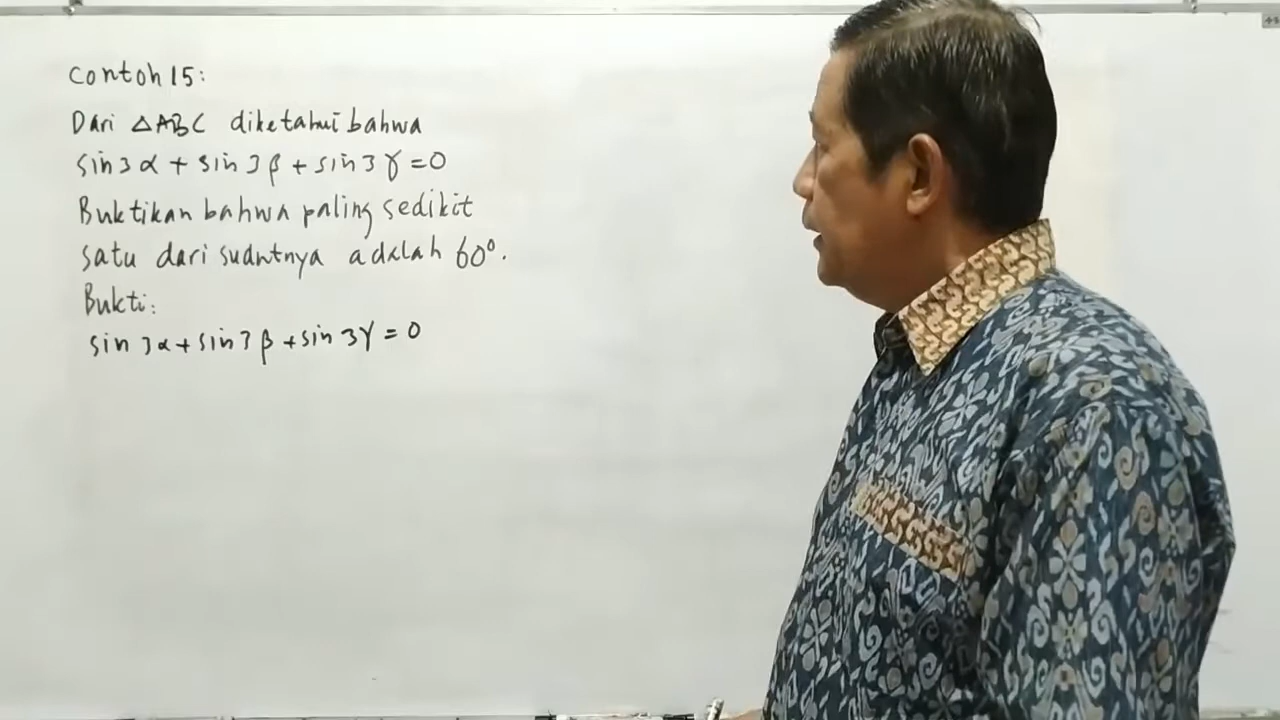 Contoh 15:
Dari △ABC diketahui bahwa
sin 3α + sin 3β + sin 3γ = 0
Buktikan bahwa paling sedikit
satu dari sudutnya adalah 60°.
Bukti:
sin 3α + sin 3β + sin 3γ = 0